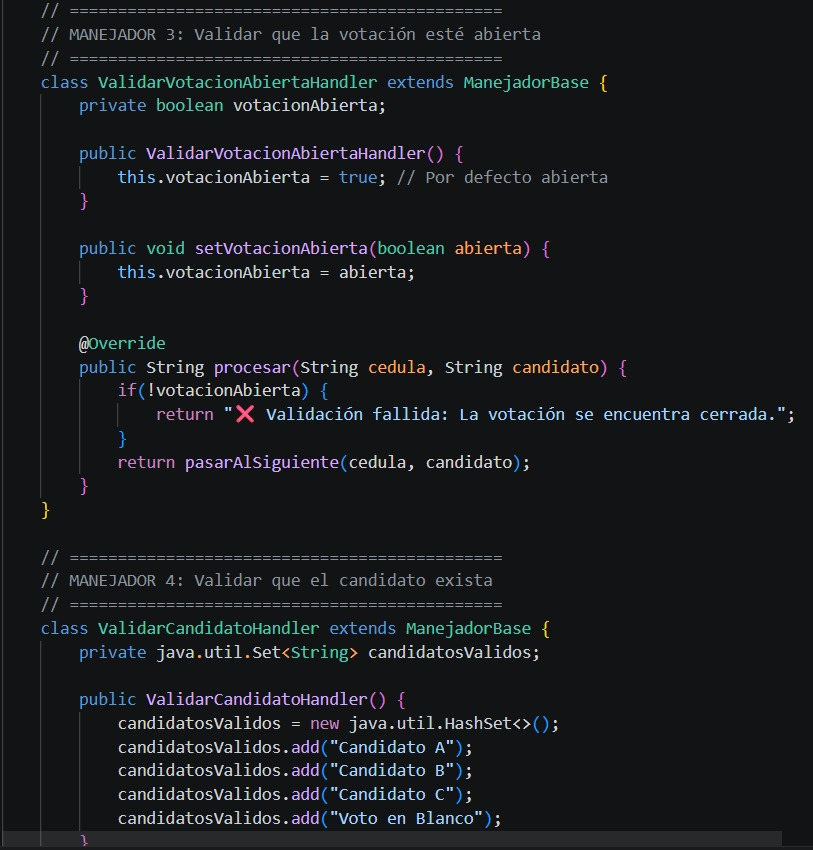 // =============================================
// MANEJADOR 3: Validar que la votación esté abierta
// =============================================
class ValidarVotacionAbiertaHandler extends ManejadorBase {
    private boolean votacionAbierta;

    public ValidarVotacionAbiertaHandler() {
        this.votacionAbierta = true; // Por defecto abierta
    }

    public void setVotacionAbierta(boolean abierta) {
        this.votacionAbierta = abierta;
    }

    @Override
    public String procesar(String cedula, String candidato) {
        if(!votacionAbierta) {
            return "❌ Validación fallida: La votación se encuentra cerrada.";
        }
        return pasarAlSiguiente(cedula, candidato);
    }
}

// =============================================
// MANEJADOR 4: Validar que el candidato exista
// =============================================
class ValidarCandidatoHandler extends ManejadorBase {
    private java.util.Set<String> candidatosValidos;

    public ValidarCandidatoHandler() {
        candidatosValidos = new java.util.HashSet<>();
        candidatosValidos.add("Candidato A");
        candidatosValidos.add("Candidato B");
        candidatosValidos.add("Candidato C");
        candidatosValidos.add("Voto en Blanco");
    }